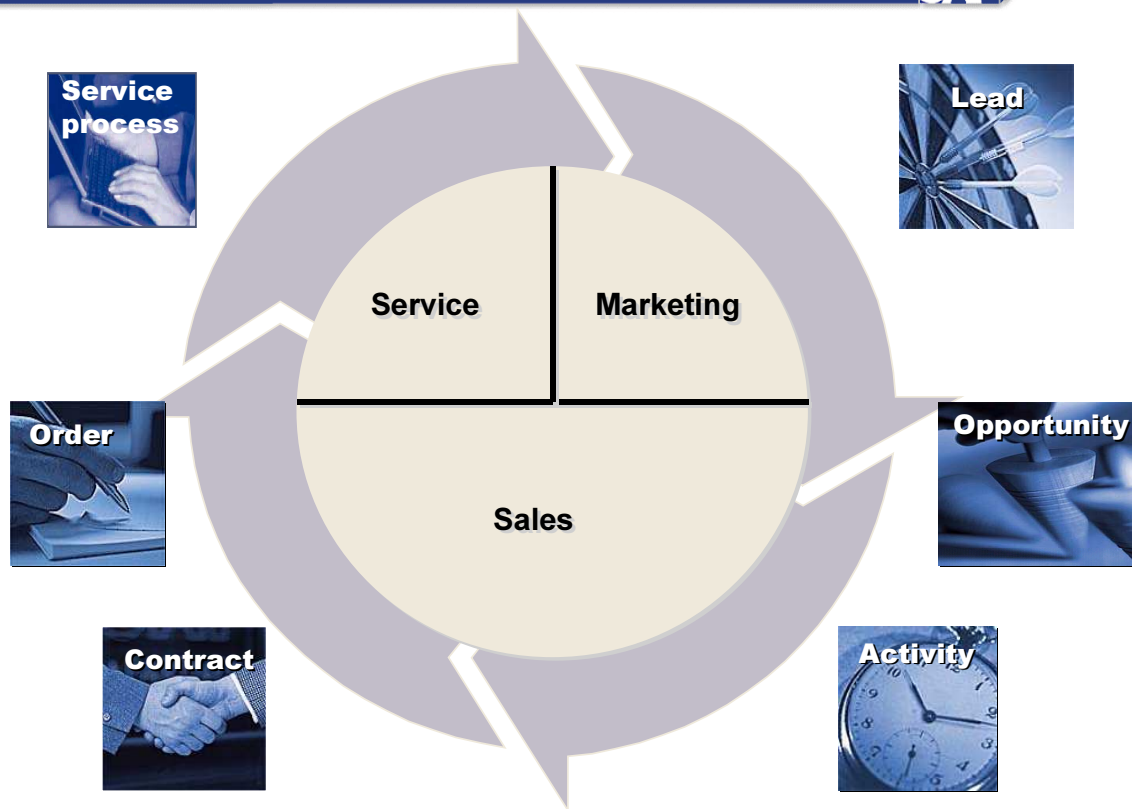 Service
process
Lead
Service
Marketing
Order
Opportunity
Sales
Contract
Activity